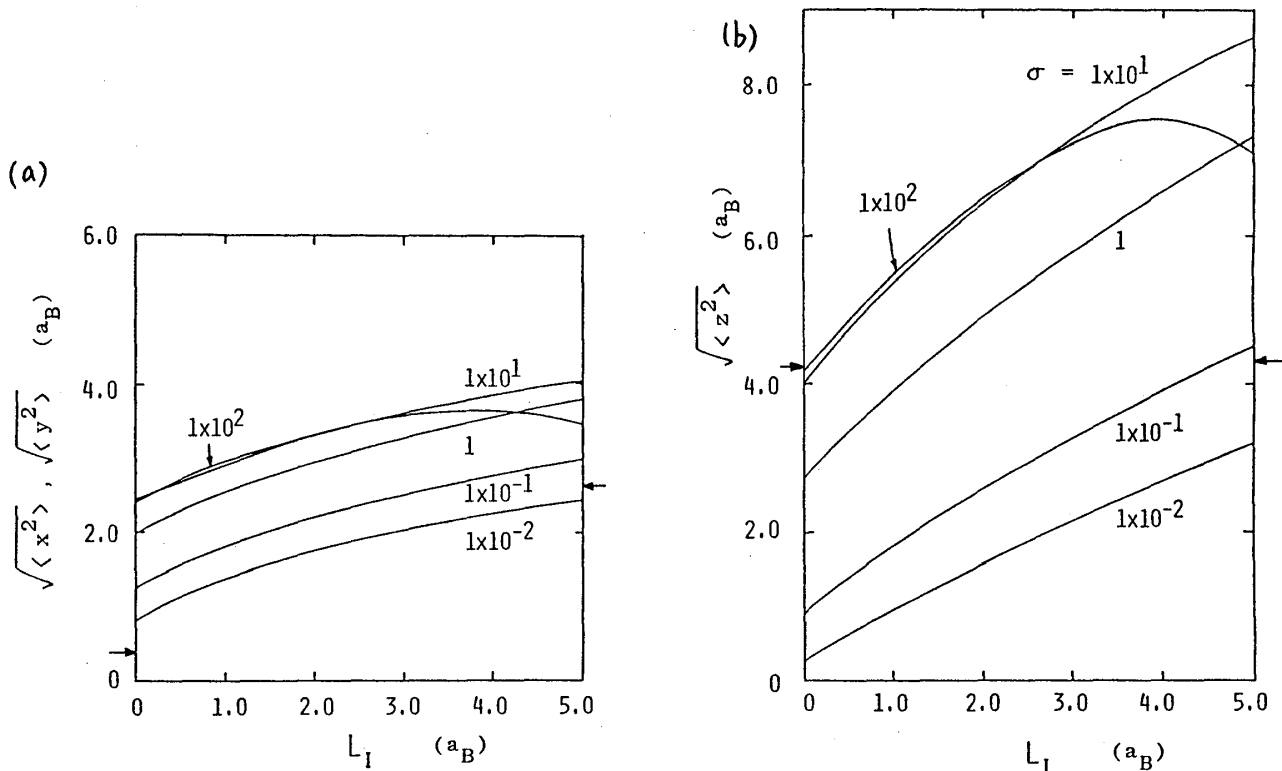 (a)
√<x²>, √<y²> (a_B)
6.0
4.0
2.0
0
1x10²
1x10¹
1
1x10⁻¹
1x10⁻²
0 1.0 2.0 3.0 4.0 5.0
L_I (a_B)
(b)
√<z²> (a_B)
8.0
6.0
4.0
2.0
0
σ = 1x10¹
1x10²
1
1x10⁻¹
1x10⁻²
0 1.0 2.0 3.0 4.0 5.0
L_I (a_B)